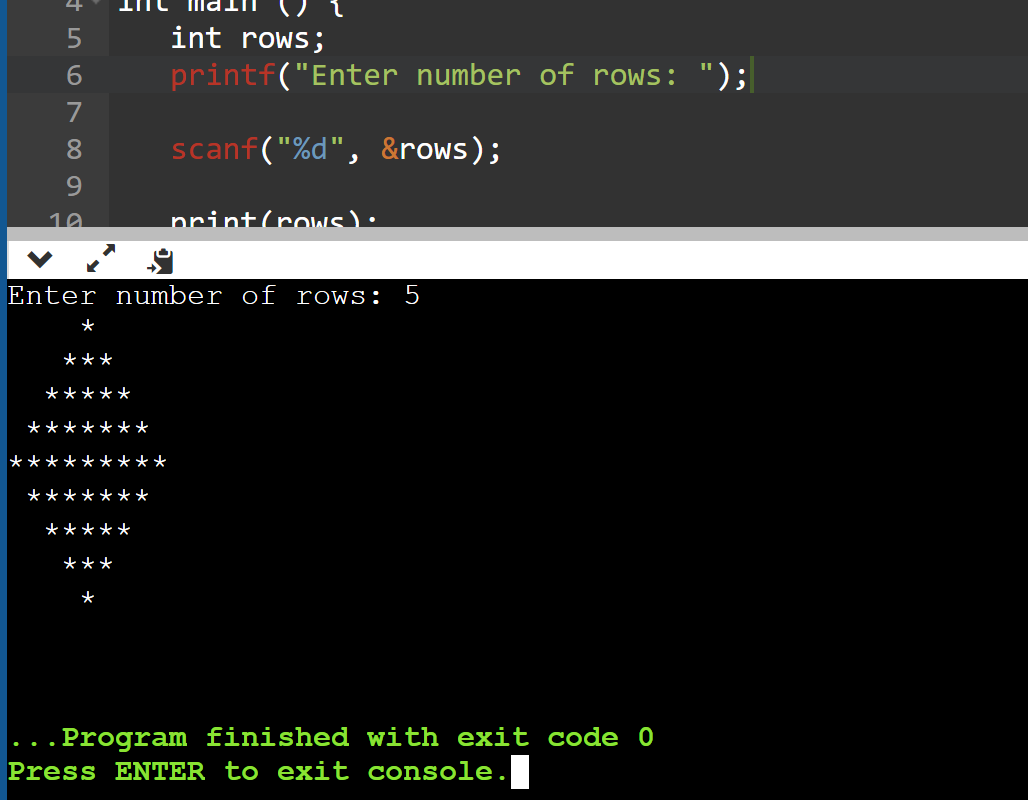 4 int main () {
5 int rows;
6 printf("Enter number of rows: ");
7
8 scanf("%d", &rows);
9
10 print(rows);
Enter number of rows: 5
    *
   ***
  *****
 *******
*********
 *******
  *****
   ***
    *
...Program finished with exit code 0
Press ENTER to exit console.